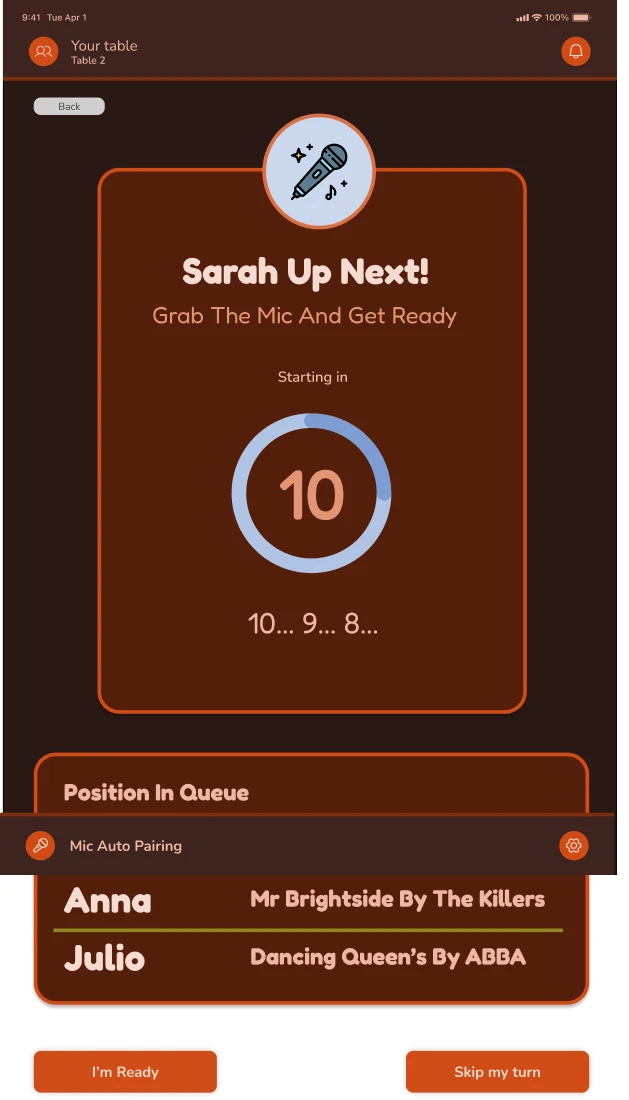 9:41 Tue Apr 1
100%
Your table
Table 2
Back
Sarah Up Next!
Grab The Mic And Get Ready
Starting in
10
10... 9... 8...
Position In Queue
Mic Auto Pairing
Anna Mr Brightside By The Killers
Julio Dancing Queen's By ABBA
I'm Ready Skip my turn